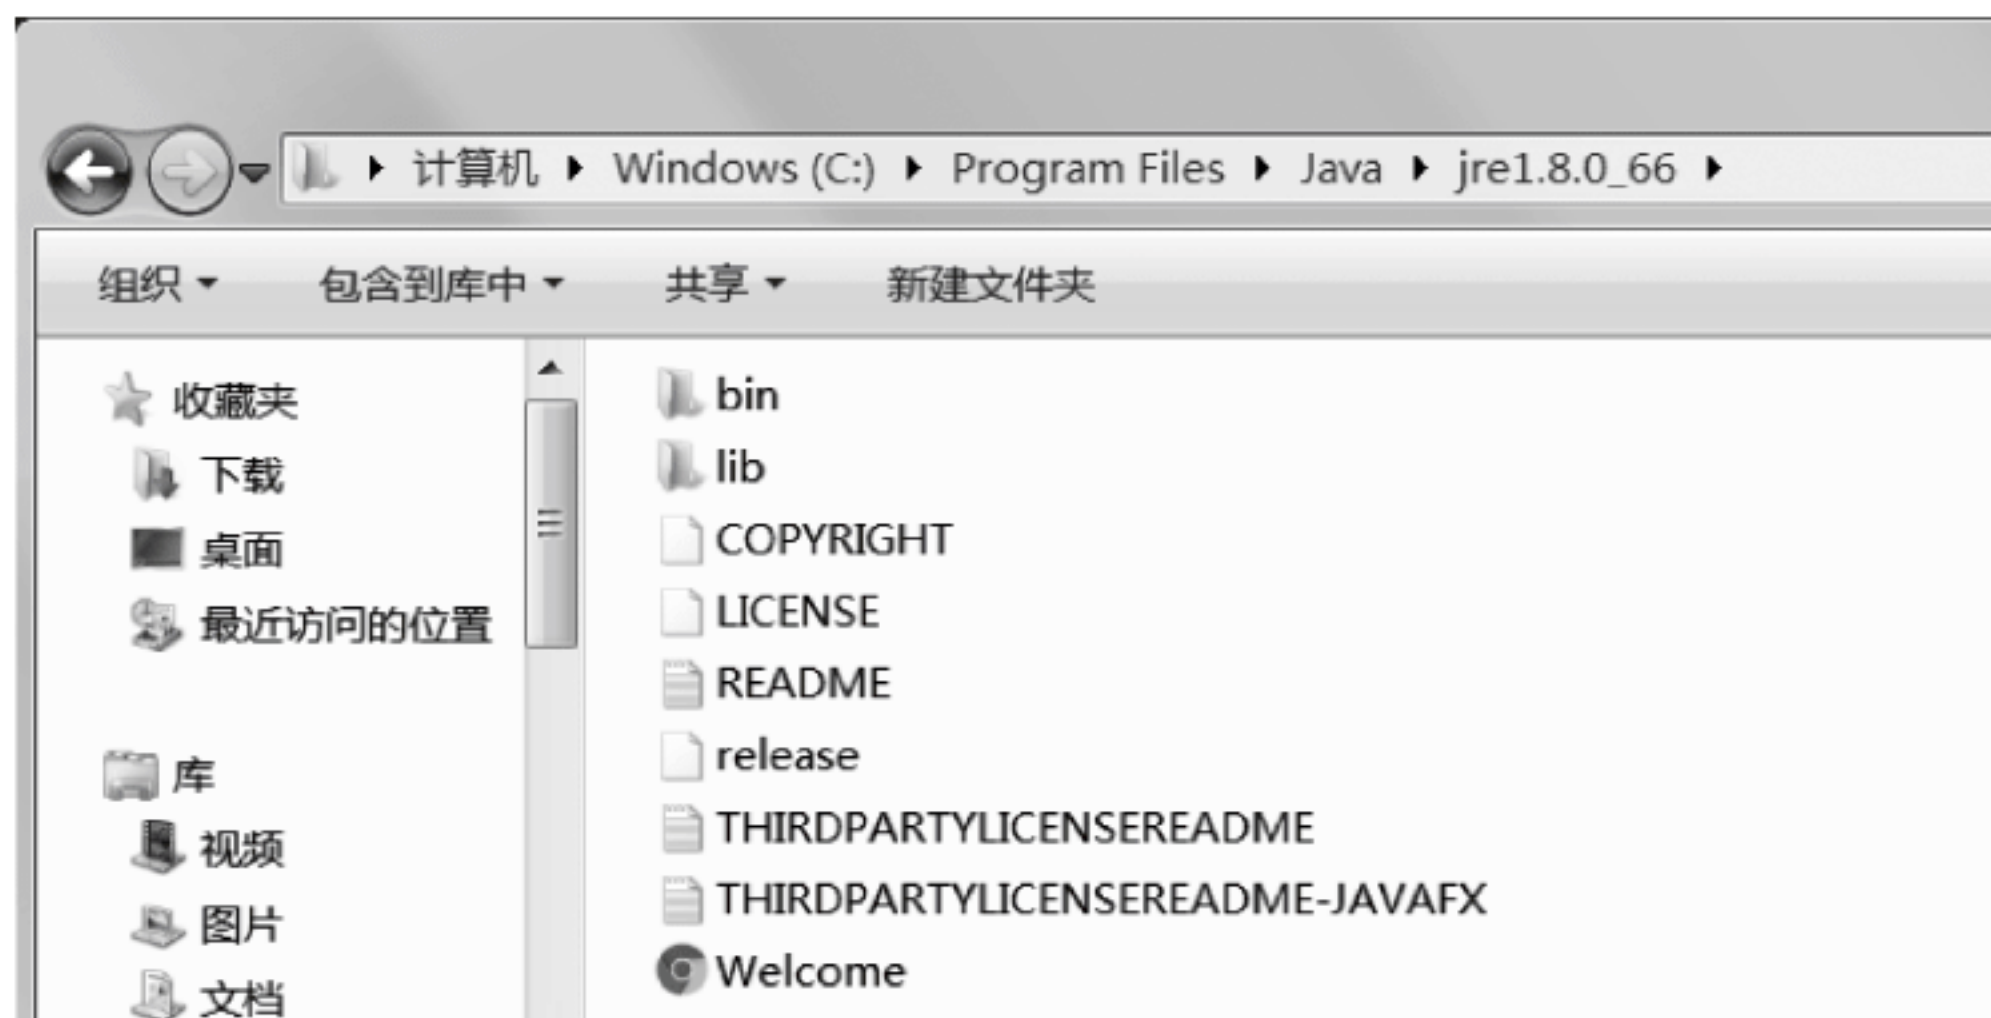 计算机 Windows (C:) Program Files Java jre1.8.0_66
组织 包含到库中 共享 新建文件夹
收藏夹
下载
桌面
最近访问的位置
库
视频
图片
文档
bin
lib
COPYRIGHT
LICENSE
README
release
THIRDPARTYLICENSEREADME
THIRDPARTYLICENSEREADME-JAVAFX
Welcome